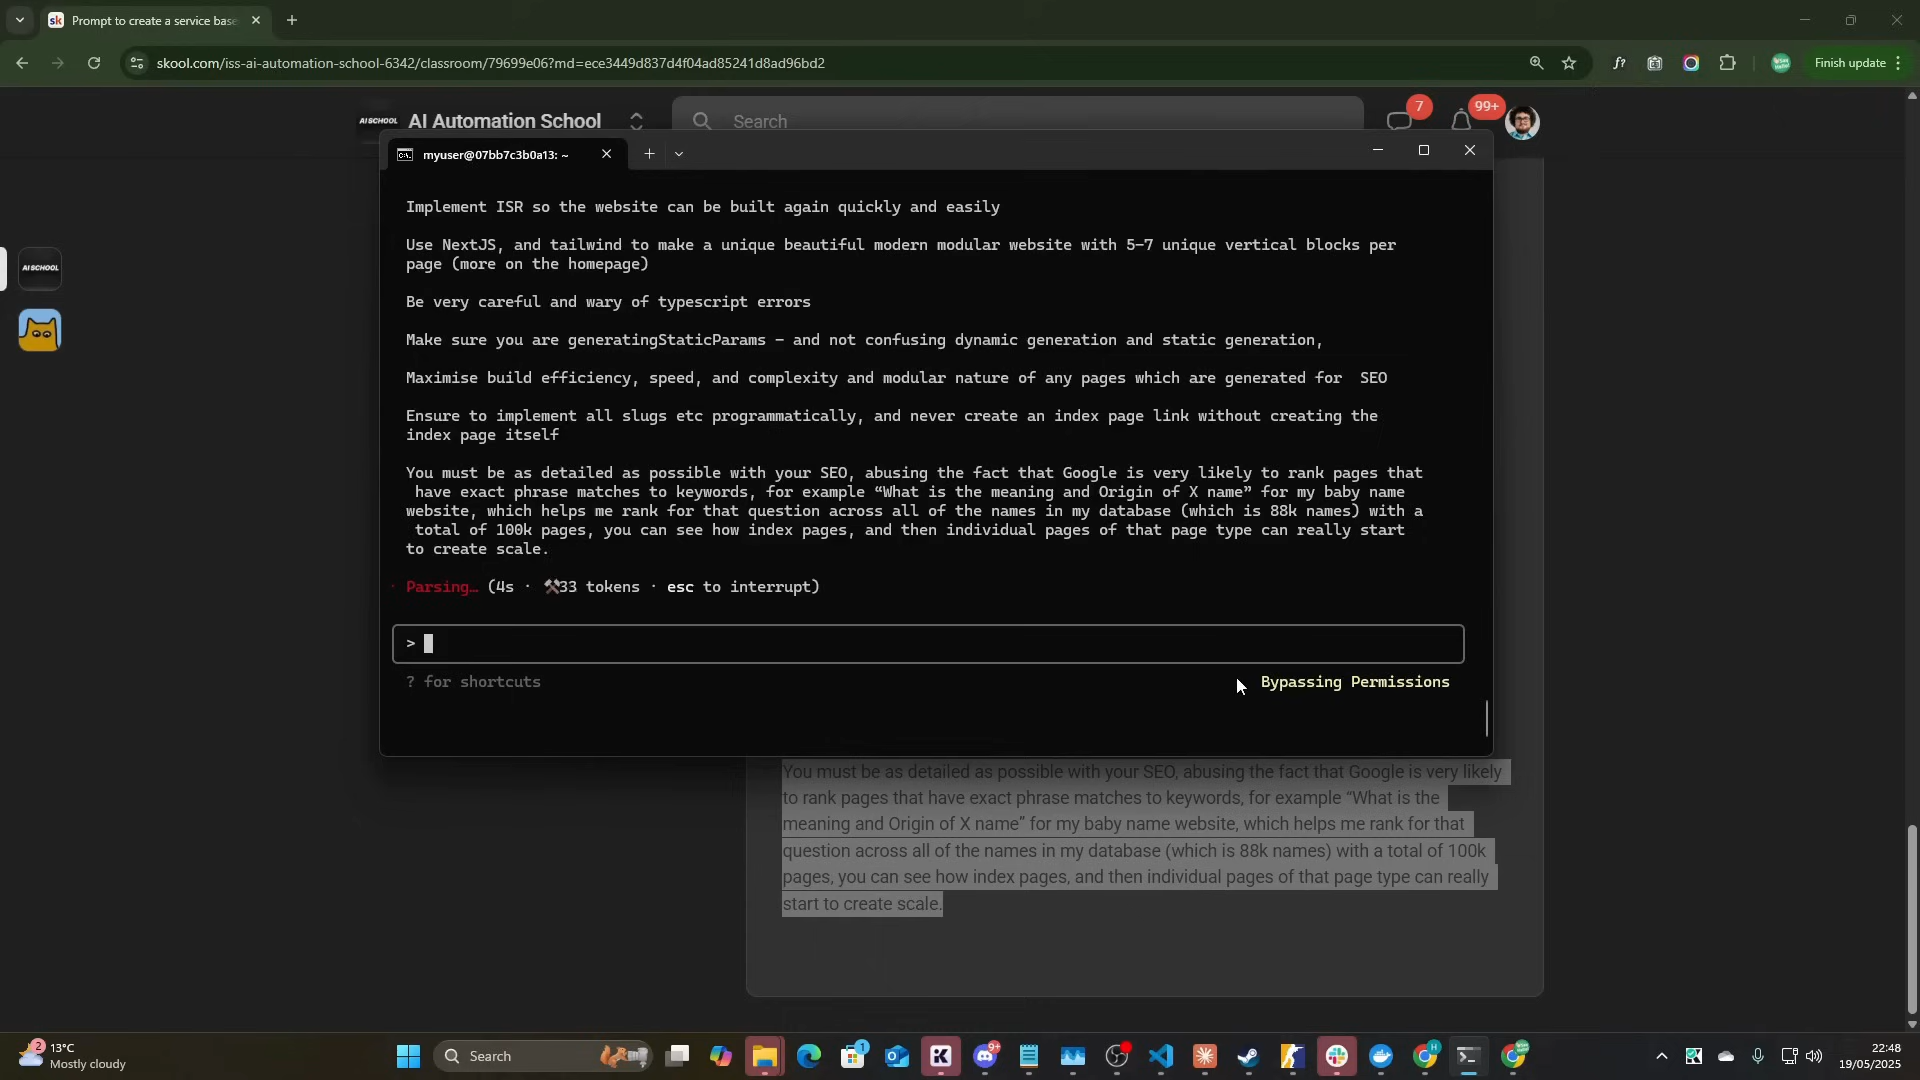 Prompt to create a service base
skool.com/iss-ai-automation-school-6342/classroom/79699e06?md=ece3449d837d4f04ad85241d8ad96bd2
Finish update
AI SCHOOL
AI Automation School
Search
7
99+
myuser@07bb7c3b0a13: ~
AI SCHOOL
Implement ISR so the website can be built again quickly and easily
Use NextJS, and tailwind to make a unique beautiful modern modular website with 5-7 unique vertical blocks per
page (more on the homepage)
Be very careful and wary of typescript errors
Make sure you are generatingStaticParams - and not confusing dynamic generation and static generation,
Maximise build efficiency, speed, and complexity and modular nature of any pages which are generated for  SEO
Ensure to implement all slugs etc programmatically, and never create an index page link without creating the
index page itself
You must be as detailed as possible with your SEO, abusing the fact that Google is very likely to rank pages that
have exact phrase matches to keywords, for example “What is the meaning and Origin of X name” for my baby name
website, which helps me rank for that question across all of the names in my database (which is 88k names) with a
total of 100k pages, you can see how index pages, and then individual pages of that page type can really start
to create scale.
· Parsing… (4s · ⚒33 tokens · esc to interrupt)
>
? for shortcuts
Bypassing Permissions
You must be as detailed as possible with your SEO, abusing the fact that Google is very likely
to rank pages that have exact phrase matches to keywords, for example “What is the
meaning and Origin of X name” for my baby name website, which helps me rank for that
question across all of the names in my database (which is 88k names) with a total of 100k
pages, you can see how index pages, and then individual pages of that page type can really
start to create scale.
2
13°C
Mostly cloudy
Search
1
9+
22:48
19/05/2025